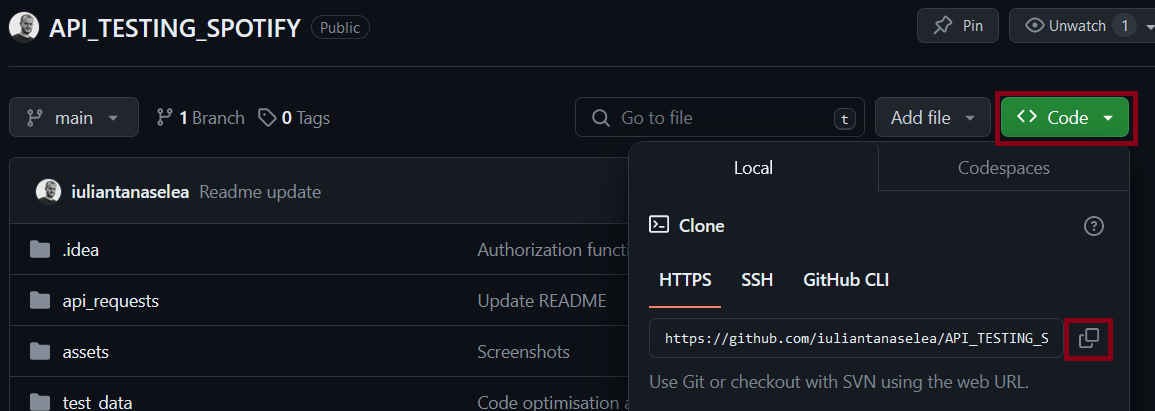 API_TESTING_SPOTIFY Public Pin Unwatch 1
main 1 Branch 0 Tags Go to file t Add file <> Code
Local Codespaces
iuliantanaselea Readme update
Clone ?
.idea Authorization functi
HTTPS SSH GitHub CLI
api_requests Update README
https://github.com/iuliantanaselea/API_TESTING_S
assets Screenshots
Use Git or checkout with SVN using the web URL.
test_data Code optimisation a